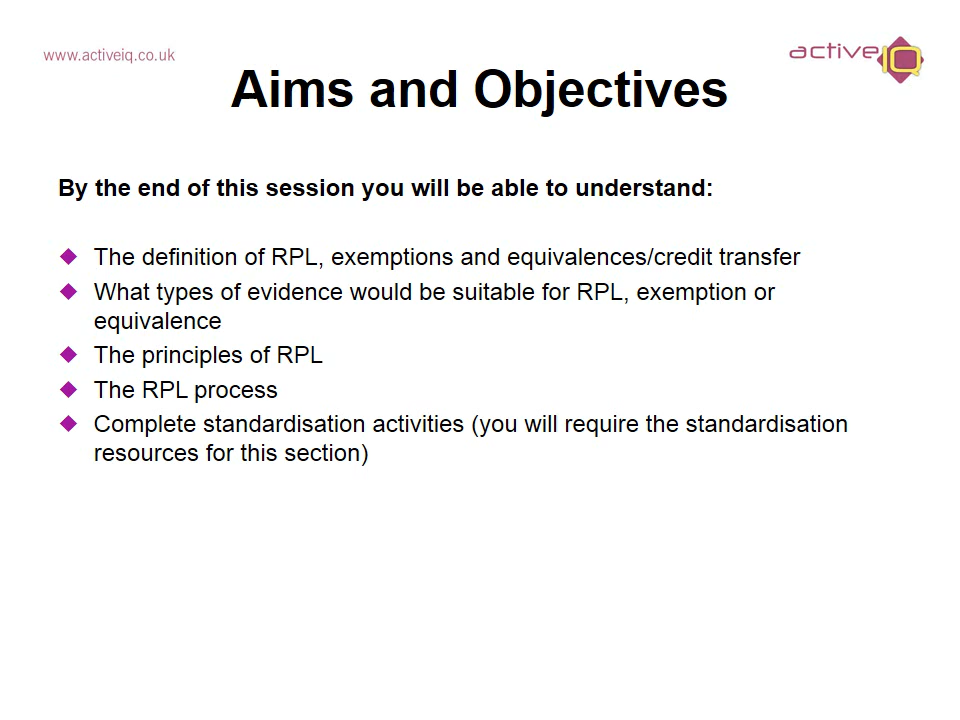 www.activeiq.co.uk
active IQ
Aims and Objectives
By the end of this session you will be able to understand:
The definition of RPL, exemptions and equivalences/credit transfer
What types of evidence would be suitable for RPL, exemption or
equivalence
The principles of RPL
The RPL process
Complete standardisation activities (you will require the standardisation
resources for this section)